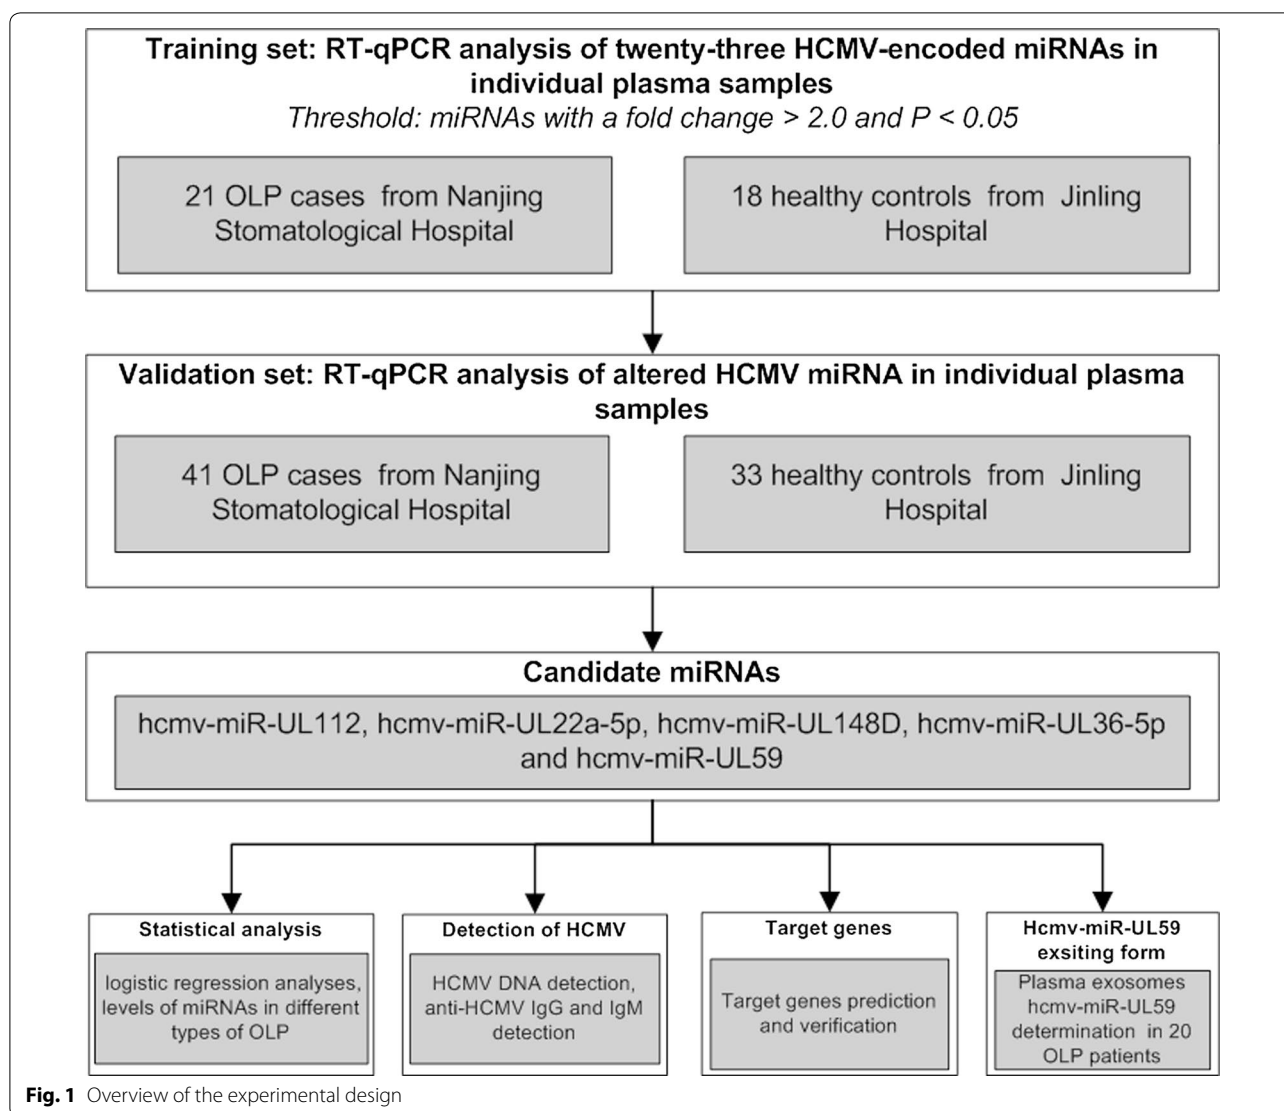 Training set: RT-qPCR analysis of twenty-three HCMV-encoded miRNAs in
individual plasma samples
Threshold: miRNAs with a fold change > 2.0 and P < 0.05
21 OLP cases from Nanjing
Stomatological Hospital
18 healthy controls from Jinling
Hospital
Validation set: RT-qPCR analysis of altered HCMV miRNA in individual plasma
samples
41 OLP cases from Nanjing
Stomatological Hospital
33 healthy controls from Jinling
Hospital
Candidate miRNAs
hcmv-miR-UL112, hcmv-miR-UL22a-5p, hcmv-miR-UL148D, hcmv-miR-UL36-5p
and hcmv-miR-UL59
Statistical analysis
logistic regression analyses,
levels of miRNAs in different
types of OLP
Detection of HCMV
HCMV DNA detection,
anti-HCMV IgG and IgM
detection
Target genes
Target genes prediction
and verification
Hcmv-miR-UL59
exsiting form
Plasma exosomes
hcmv-miR-UL59
determination in 20
OLP patients
Fig. 1 Overview of the experimental design